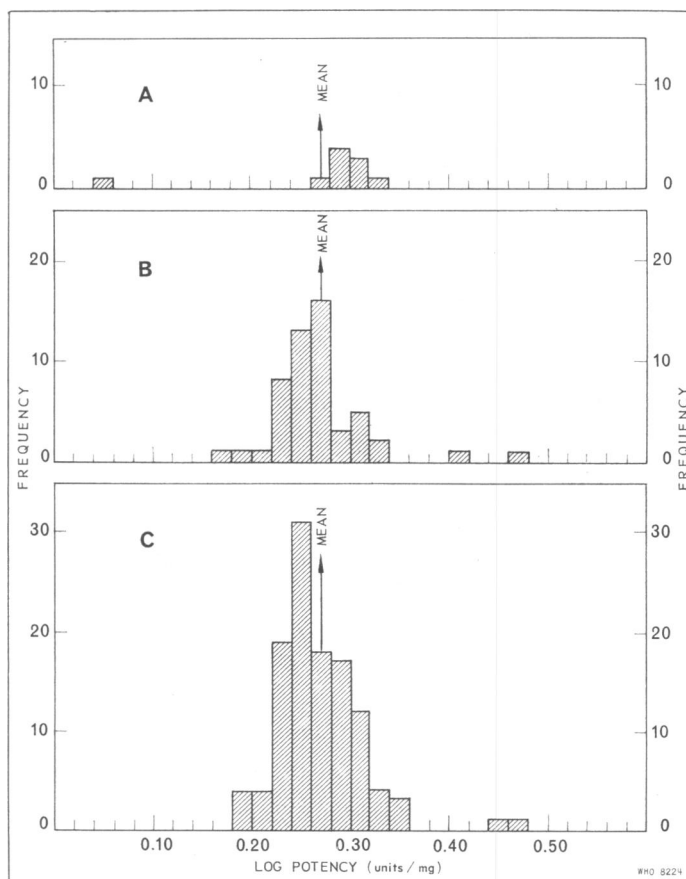 A
MEAN
10 10
0 0
B
MEAN
20 20
10 10
0 0
FREQUENCY FREQUENCY
C
MEAN
30 30
20 20
10 10
0 0
0.10 0.20 0.30 0.40 0.50
LOG POTENCY (units / mg)
WHO 8224